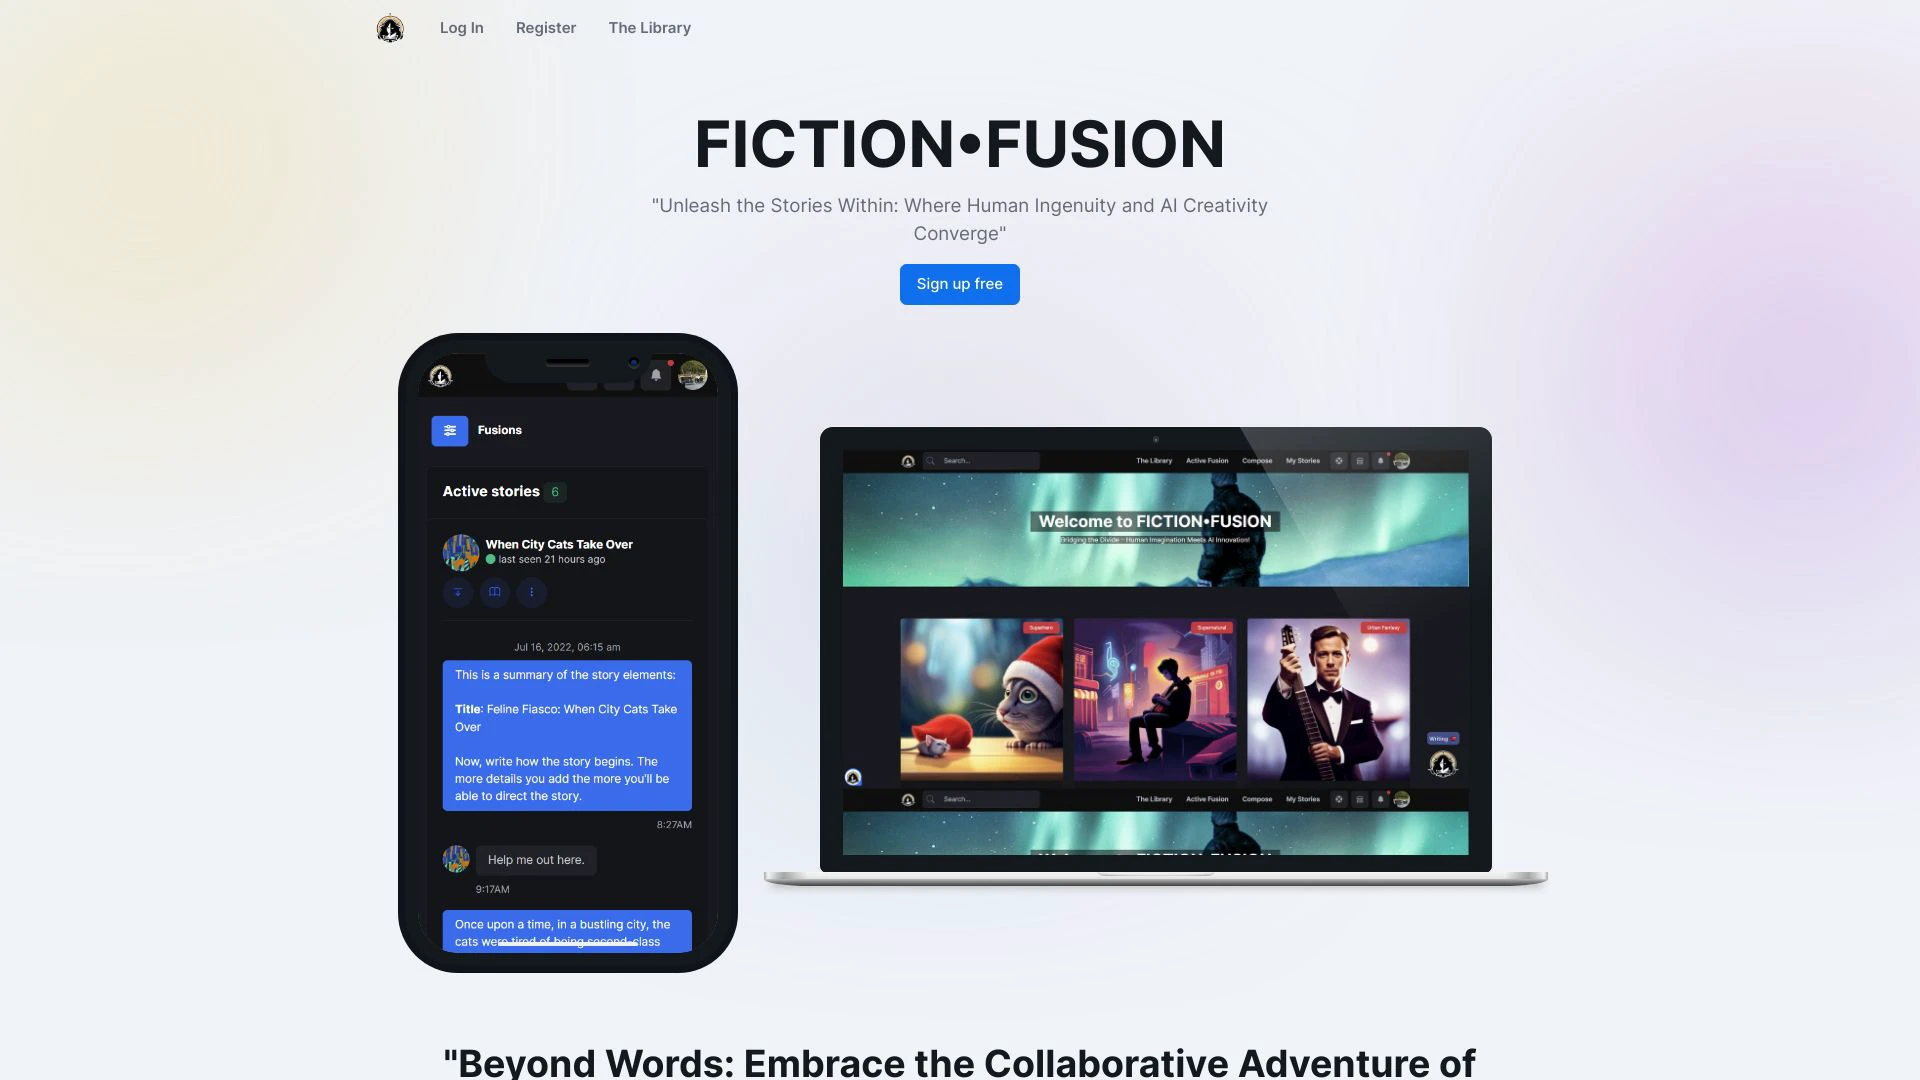 Log In
Register
The Library
FICTION•FUSION
"Unleash the Stories Within: Where Human Ingenuity and AI Creativity
Converge"
Sign up free
Fusions
Active stories 6
When City Cats Take Over
last seen 21 hours ago
Jul 16, 2022, 06:15 am
This is a summary of the story elements:
Title: Feline Fiasco: When City Cats Take
Over
Now, write how the story begins. The
more details you add the more you'll be
able to direct the story.
8:27AM
Help me out here.
9:17AM
Once upon a time, in a bustling city, the
cats were tired of being second-class
Search...
The Library
Active Fusion
Compose
My Stories
Welcome to FICTION•FUSION
Bridging the Divide - Human Imagination Meets AI Innovation!
Superhero
Supernatural
Urban Fantasy
Writing
Search...
The Library
Active Fusion
Compose
My Stories
Welcome to FICTION•FUSION
"Beyond Words: Embrace the Collaborative Adventure of